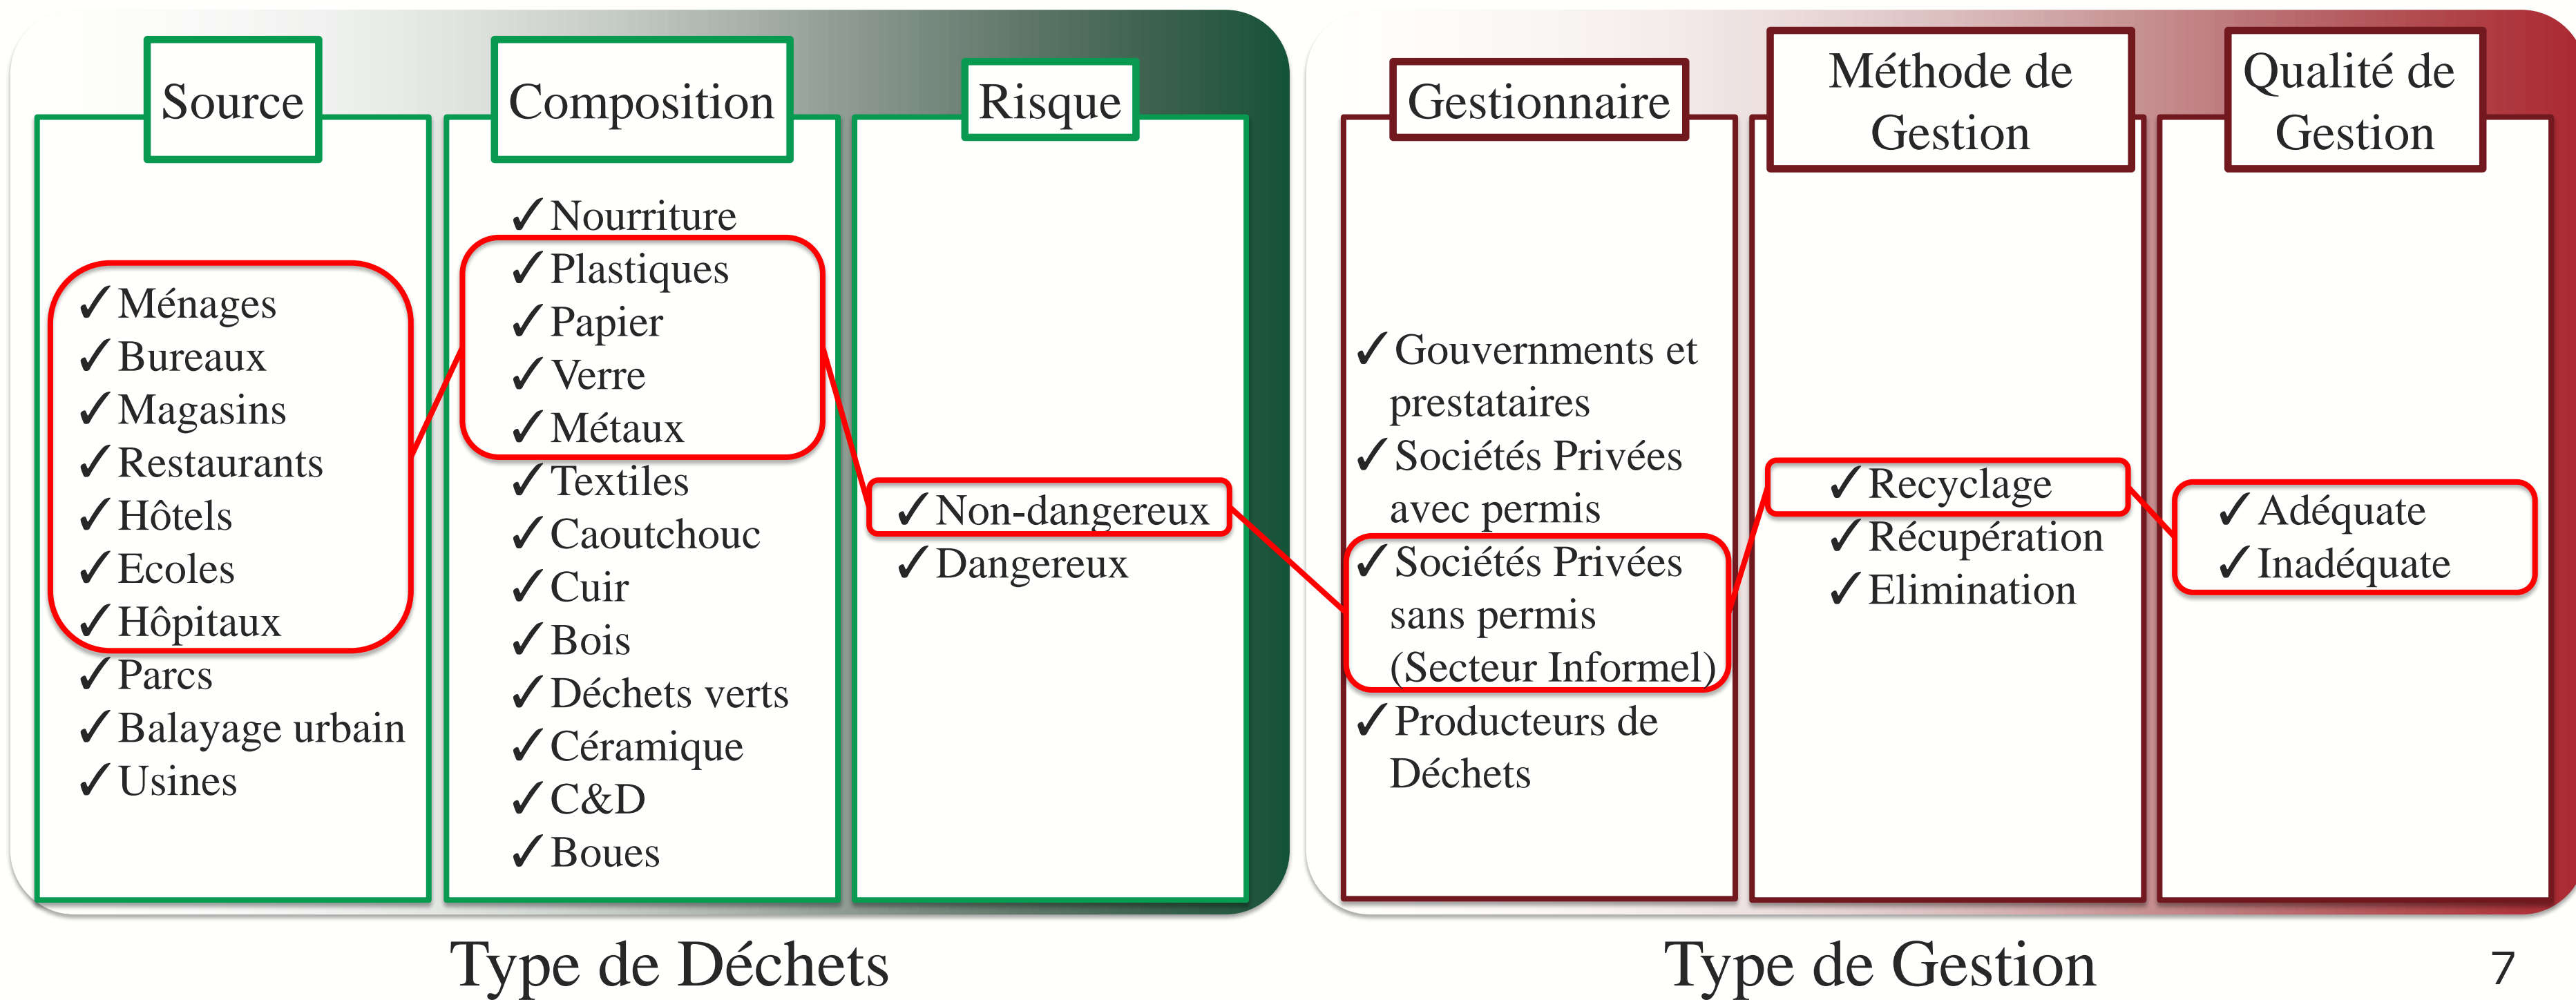 Source
✓Ménages
✓Bureaux
✓Magasins
✓Restaurants
✓Hôtels
✓Ecoles
✓Hôpitaux
✓Parcs
✓Balayage urbain
✓Usines
Composition
✓Nourriture
✓Plastiques
✓Papier
✓Verre
✓Métaux
✓Textiles
✓Caoutchouc
✓Cuir
✓Bois
✓Déchets verts
✓Céramique
✓C&D
✓Boues
Risque
✓Non-dangereux
✓Dangereux
Type de Déchets
Gestionnaire
✓Gouvernments et
prestataires
✓Sociétés Privées
avec permis
✓Sociétés Privées
sans permis
(Secteur Informel)
✓Producteurs de
Déchets
Méthode de
Gestion
✓Recyclage
✓Récupération
✓Elimination
Qualité de
Gestion
✓Adéquate
✓Inadéquate
Type de Gestion
7